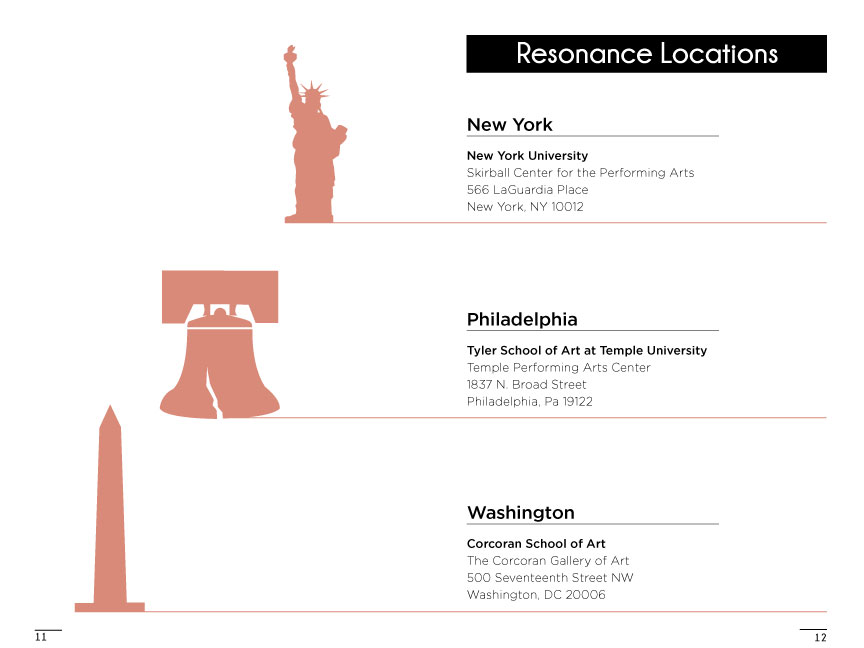 Resonance Locations
New York
New York University
Skirball Center for the Performing Arts
566 LaGuardia Place
New York, NY 10012
Philadelphia
Tyler School of Art at Temple University
Temple Performing Arts Center
1837 N. Broad Street
Philadelphia, Pa 19122
Washington
Corcoran School of Art
The Corcoran Gallery of Art
500 Seventeenth Street NW
Washington, DC 20006
11
12